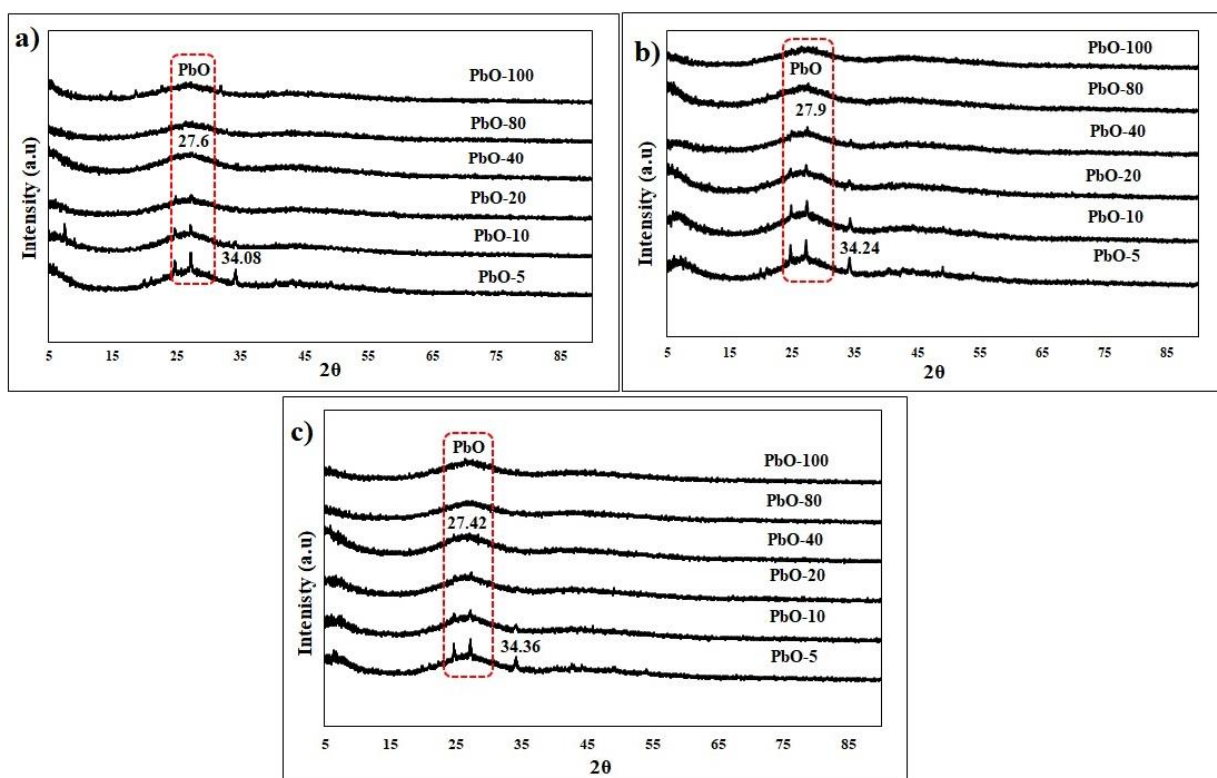 a)
PbO
PbO-100
PbO-80
27.6
PbO-40
PbO-20
PbO-10
34.08
PbO-5
Intensity (a.u)
5 15 25 35 45 55 65 75 85
2θ
b)
PbO-100
PbO
PbO-80
27.9
PbO-40
PbO-20
PbO-10
34.24
PbO-5
Intensity (a.u)
5 15 25 35 45 55 65 75 85
2θ
c)
PbO
PbO-100
PbO-80
27.42
PbO-40
PbO-20
PbO-10
34.36
PbO-5
Intenisty (a.u)
5 15 25 35 45 55 65 75 85
2θ